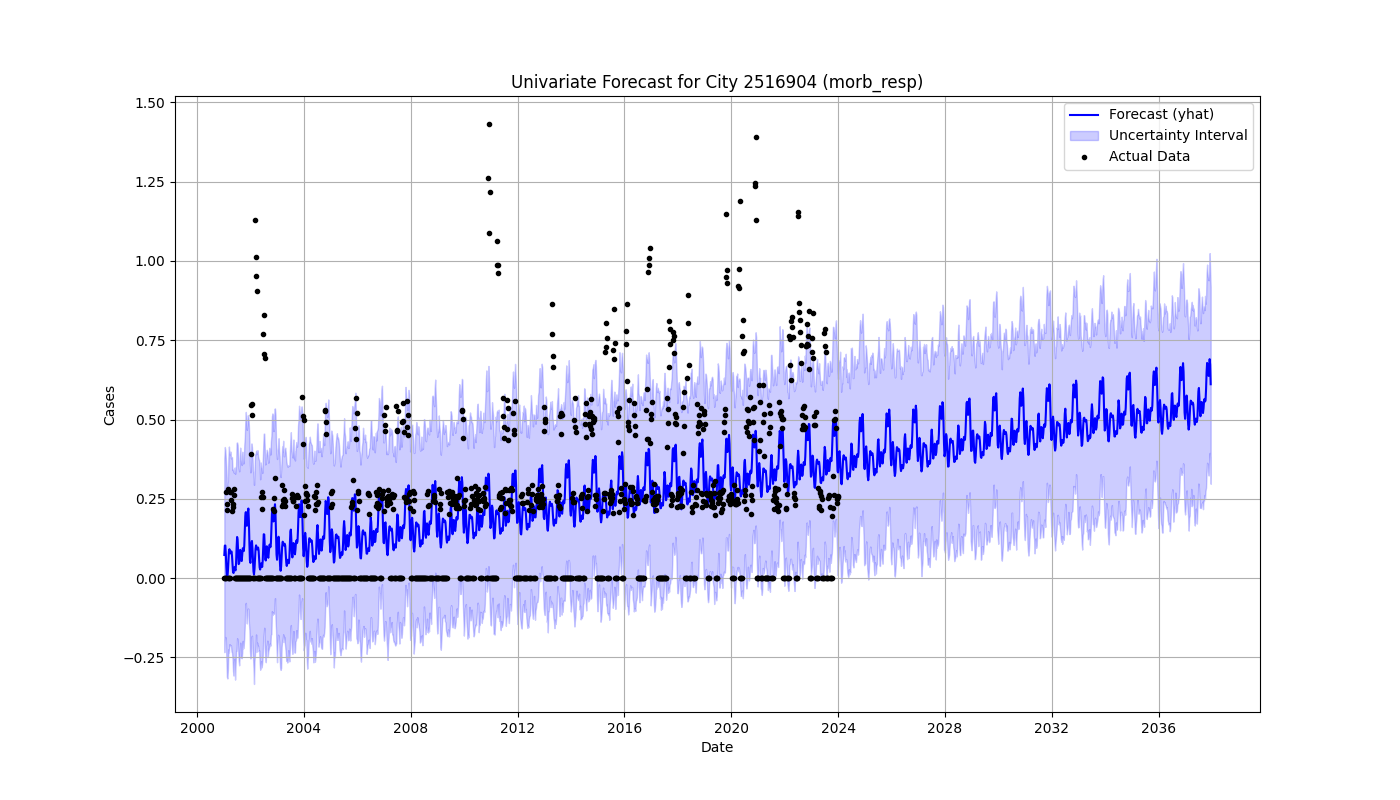 Univariate Forecast for City 2516904 (morb_resp)
Forecast (yhat)
Uncertainty Interval
Actual Data
Cases
1.50
1.25
1.00
0.75
0.50
0.25
0.00
−0.25
2000 2004 2008 2012 2016 2020 2024 2028 2032 2036
Date